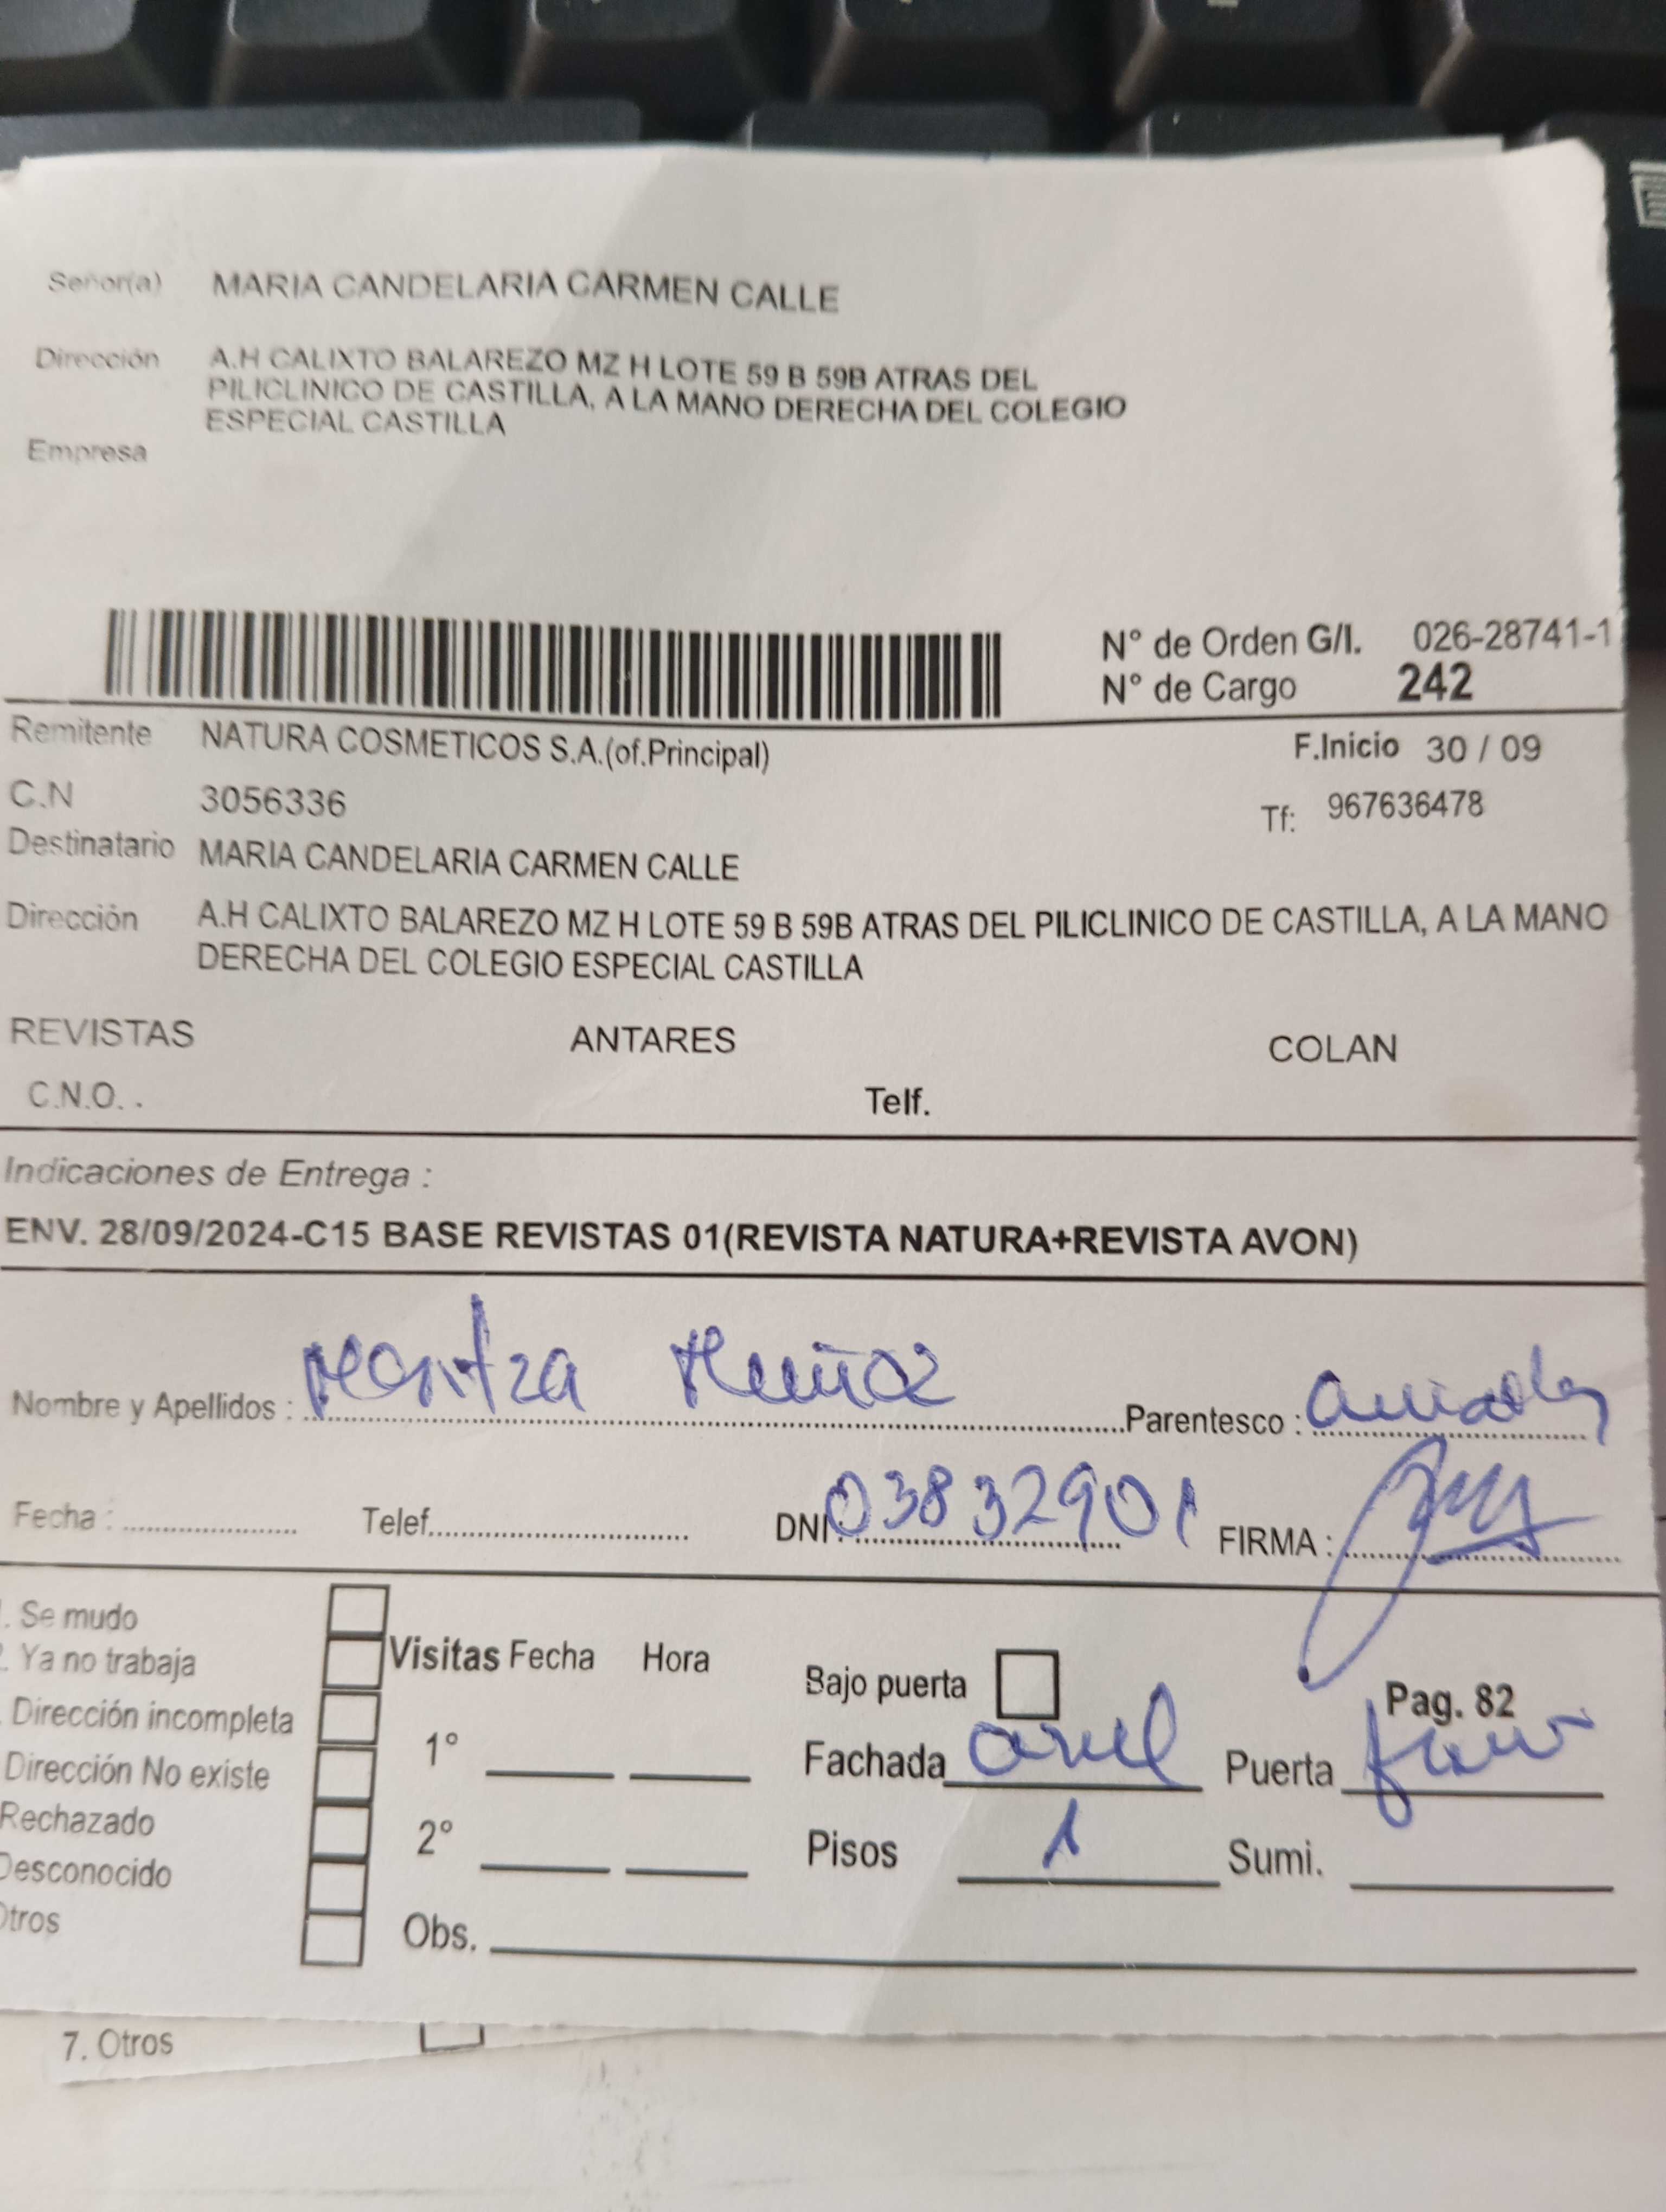 Señor(a) MARIA CANDELARIA CARMEN CALLE
Dirección A.H CALIXTO BALAREZO MZ H LOTE 59 B 59B ATRAS DEL
PILICLINICO DE CASTILLA, A LA MANO DERECHA DEL COLEGIO
ESPECIAL CASTILLA
Empresa
N° de Orden G/I. 026-28741-1
N° de Cargo 242
Remitente NATURA COSMETICOS S.A.(of.Principal) F.Inicio 30 / 09
C.N 3056336 Tf: 967636478
Destinatario MARIA CANDELARIA CARMEN CALLE
Dirección A.H CALIXTO BALAREZO MZ H LOTE 59 B 59B ATRAS DEL PILICLINICO DE CASTILLA, A LA MANO
DERECHA DEL COLEGIO ESPECIAL CASTILLA
REVISTAS ANTARES COLAN
C.N.O. . Telf.
Indicaciones de Entrega :
ENV. 28/09/2024-C15 BASE REVISTAS 01(REVISTA NATURA+REVISTA AVON)
Nombre y Apellidos : Maritza Muñoz Parentesco :
Fecha : Telef. DNI: 03832901 FIRMA :
. Se mudo
. Ya no trabaja Visitas Fecha Hora Bajo puerta Pag. 82
. Dirección incompleta 1° Fachada Puerta
Dirección No existe
Rechazado 2° Pisos 1 Sumi.
Desconocido
Otros Obs.
7. Otros